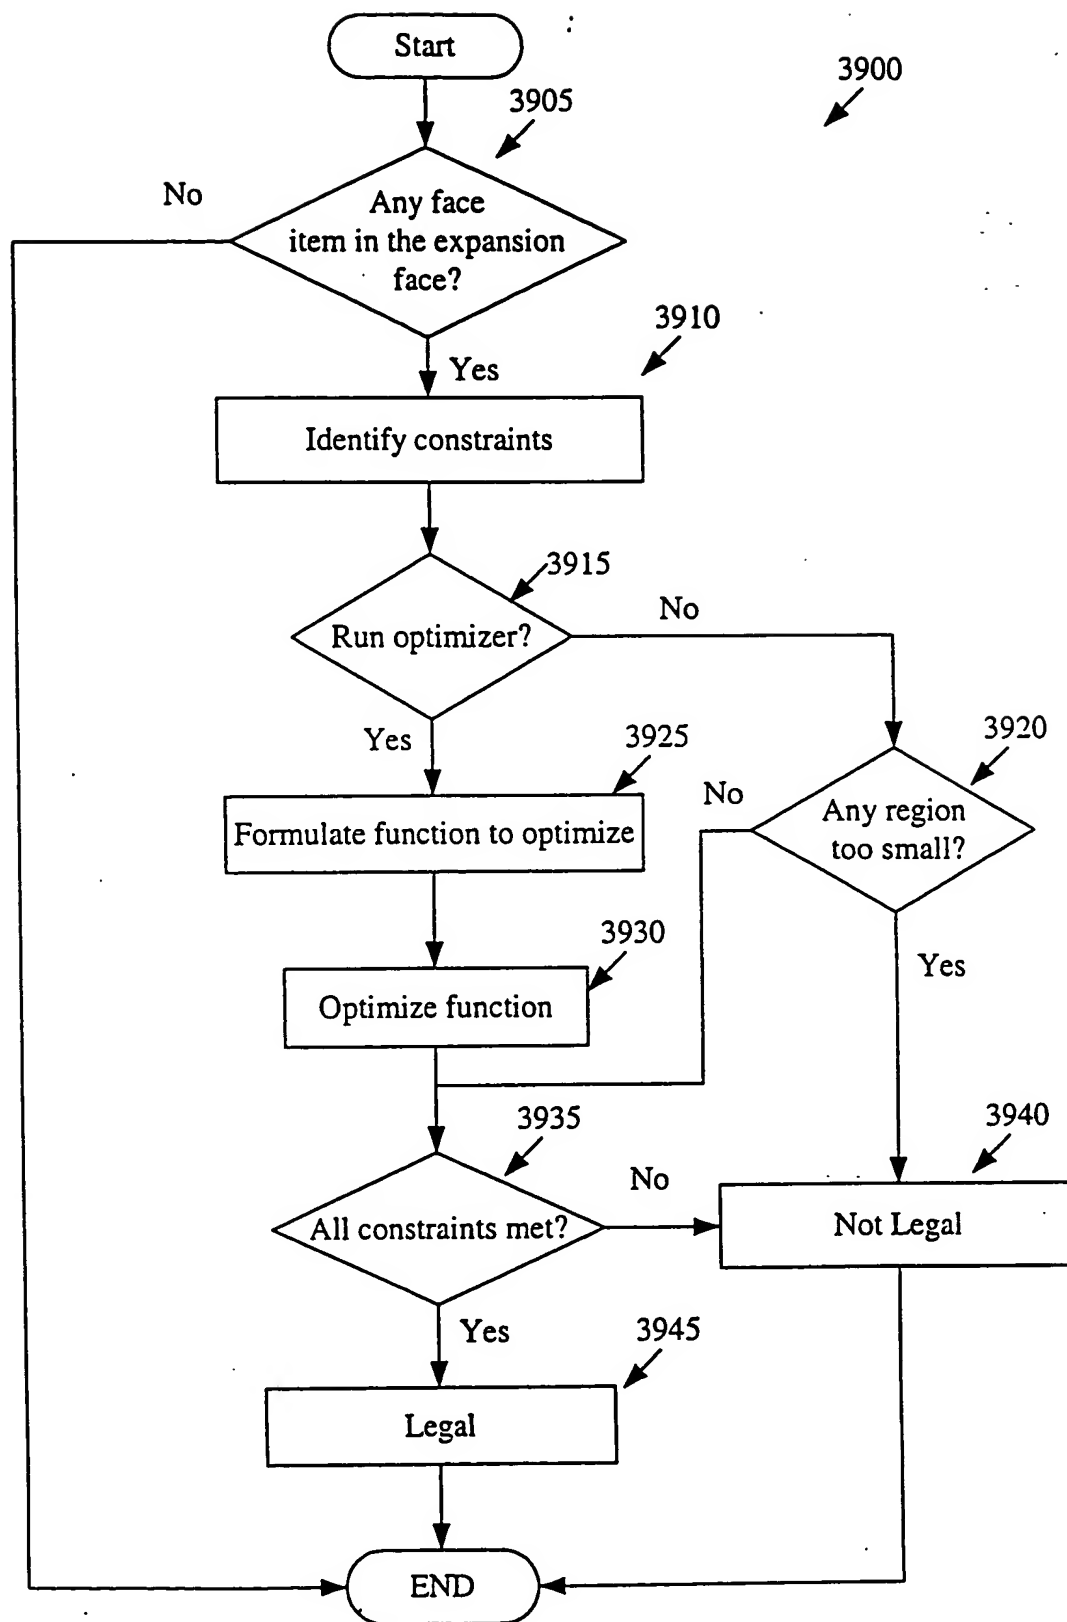 Start
3900
3905
No
Any face
item in the expansion
face?
3910
Yes
Identify constraints
3915
No
Run optimizer?
Yes
3925
3920
No
Any region
too small?
Formulate function to optimize
3930
Yes
Optimize function
3935
3940
No
All constraints met?
Not Legal
Yes
3945
Legal
END